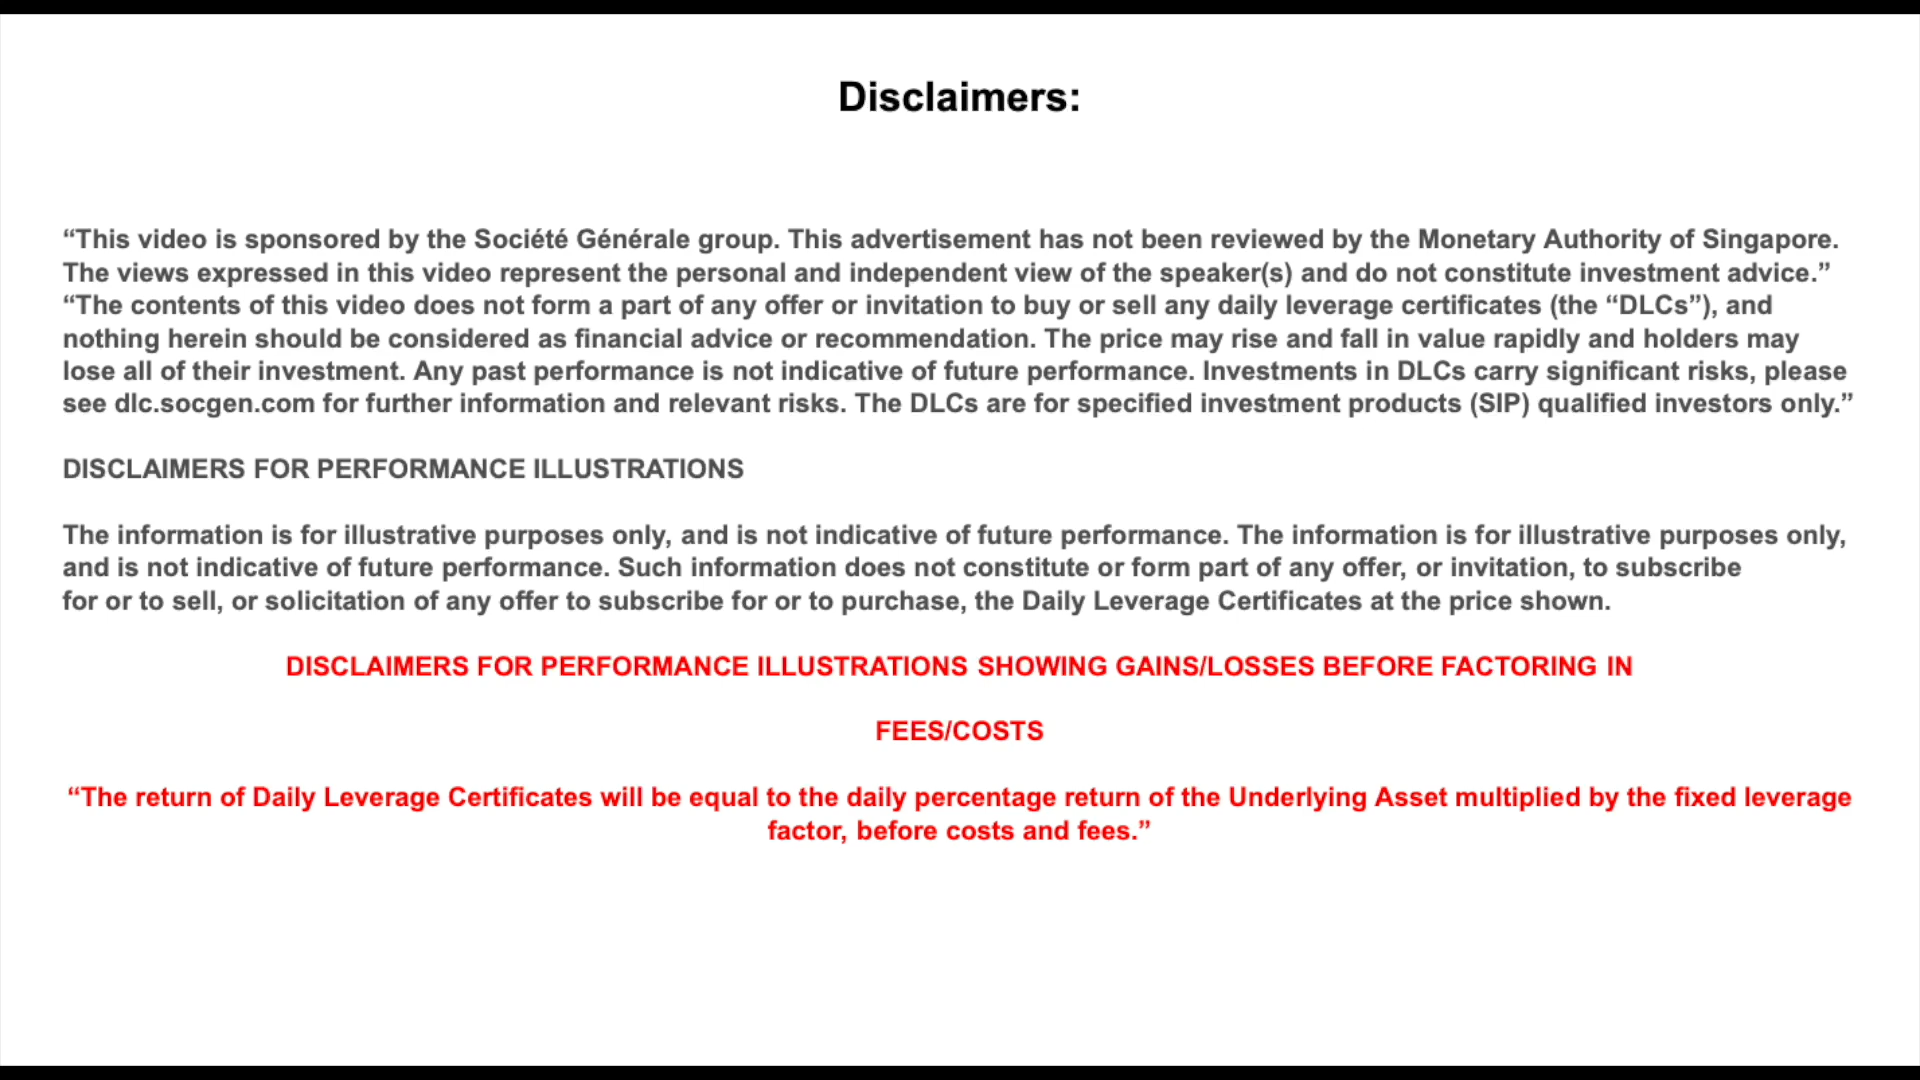 Disclaimers:
“This video is sponsored by the Société Générale group. This advertisement has not been reviewed by the Monetary Authority of Singapore.
The views expressed in this video represent the personal and independent view of the speaker(s) and do not constitute investment advice.”
“The contents of this video does not form a part of any offer or invitation to buy or sell any daily leverage certificates (the “DLCs”), and
nothing herein should be considered as financial advice or recommendation. The price may rise and fall in value rapidly and holders may
lose all of their investment. Any past performance is not indicative of future performance. Investments in DLCs carry significant risks, please
see dlc.socgen.com for further information and relevant risks. The DLCs are for specified investment products (SIP) qualified investors only.”
DISCLAIMERS FOR PERFORMANCE ILLUSTRATIONS
The information is for illustrative purposes only, and is not indicative of future performance. The information is for illustrative purposes only,
and is not indicative of future performance. Such information does not constitute or form part of any offer, or invitation, to subscribe
for or to sell, or solicitation of any offer to subscribe for or to purchase, the Daily Leverage Certificates at the price shown.
DISCLAIMERS FOR PERFORMANCE ILLUSTRATIONS SHOWING GAINS/LOSSES BEFORE FACTORING IN
FEES/COSTS
“The return of Daily Leverage Certificates will be equal to the daily percentage return of the Underlying Asset multiplied by the fixed leverage
factor, before costs and fees.”